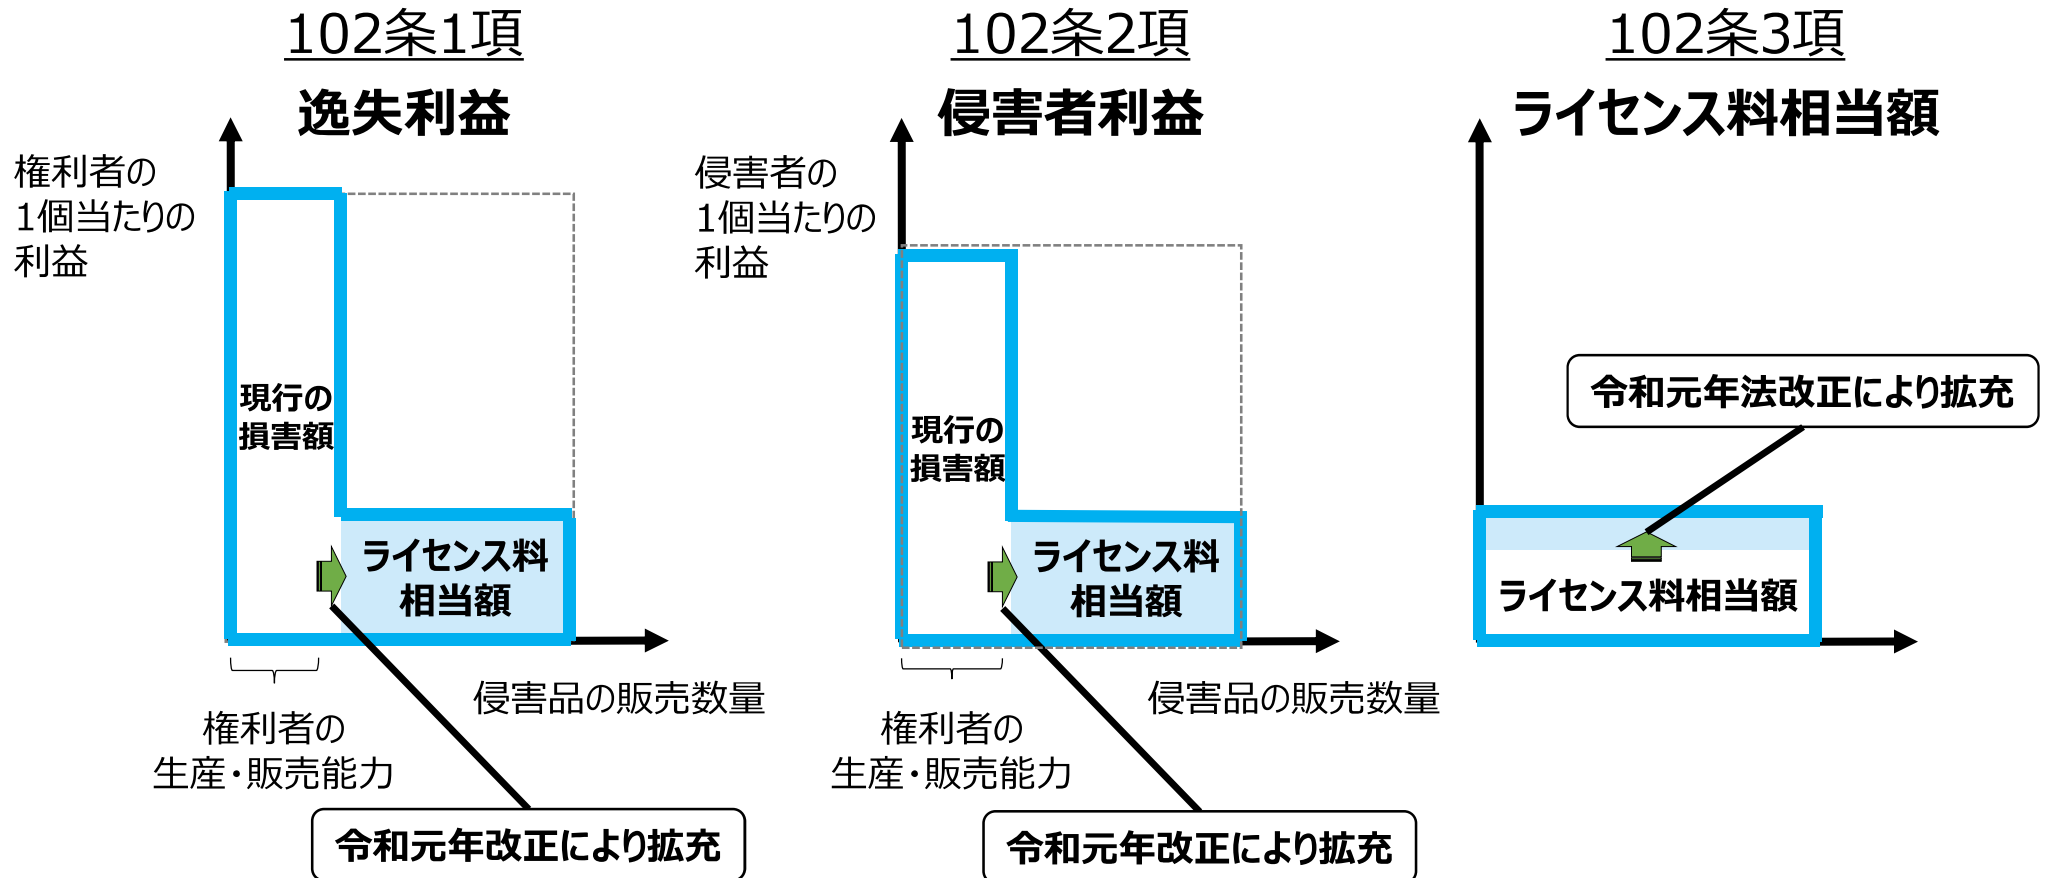 102条1項
逸失利益
権利者の
1個当たりの
利益
現行の
損害額
ライセンス料
相当額
侵害品の販売数量
権利者の
生産・販売能力
令和元年改正により拡充
102条2項
侵害者利益
侵害者の
1個当たりの
利益
現行の
損害額
ライセンス料
相当額
侵害品の販売数量
権利者の
生産・販売能力
令和元年改正により拡充
102条3項
ライセンス料相当額
令和元年法改正により拡充
ライセンス料相当額